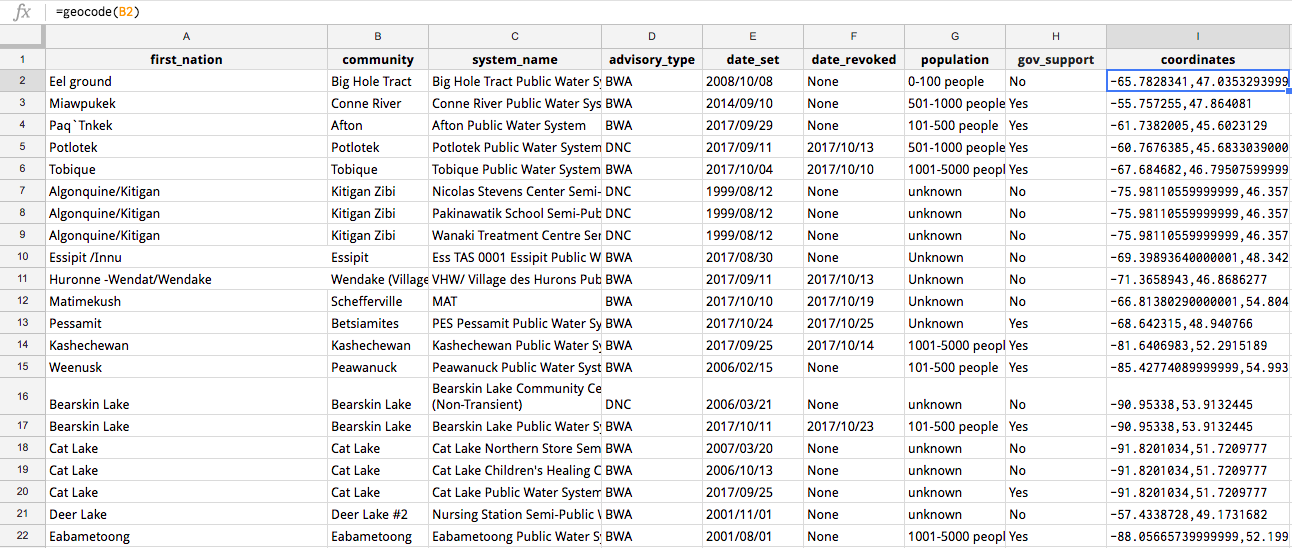 fx =geocode(B2)
A B C D E F G H I
1 first_nation community system_name advisory_type date_set date_revoked population gov_support coordinates
2 Eel ground Big Hole Tract Big Hole Tract Public Water Sy BWA 2008/10/08 None 0-100 people No -65.7828341,47.0353293999
3 Miawpukek Conne River Conne River Public Water Sys BWA 2014/09/10 None 501-1000 people Yes -55.757255,47.864081
4 Paq`Tnkek Afton Afton Public Water System BWA 2017/09/29 None 101-500 people Yes -61.7382005,45.6023129
5 Potlotek Potlotek Potlotek Public Water System DNC 2017/09/11 2017/10/13 501-1000 people Yes -60.7676385,45.6833039000
6 Tobique Tobique Tobique Public Water System BWA 2017/10/04 2017/10/10 1001-5000 peopl Yes -67.684682,46.79507599999
7 Algonquine/Kitigan Kitigan Zibi Nicolas Stevens Center Semi- DNC 1999/08/12 None unknown No -75.98110559999999,46.357
8 Algonquine/Kitigan Kitigan Zibi Pakinawatik School Semi-Pub DNC 1999/08/12 None unknown No -75.98110559999999,46.357
9 Algonquine/Kitigan Kitigan Zibi Wanaki Treatment Centre Ser DNC 1999/08/12 None unknown No -75.98110559999999,46.357
10 Essipit /Innu Essipit Ess TAS 0001 Essipit Public W BWA 2017/08/30 None Unknown No -69.39893640000001,48.342
11 Huronne -Wendat/Wendake Wendake (Village VHW/ Village des Hurons Pub BWA 2017/09/11 2017/10/13 Unknown No -71.3658943,46.8686277
12 Matimekush Schefferville MAT BWA 2017/10/10 2017/10/19 Unknown No -66.81380290000001,54.804
13 Pessamit Betsiamites PES Pessamit Public Water Sy BWA 2017/10/24 2017/10/25 Unknown Yes -68.642315,48.940766
14 Kashechewan Kashechewan Kashechewan Public Water Sy BWA 2017/09/25 2017/10/14 1001-5000 peopl Yes -81.6406983,52.2915189
15 Weenusk Peawanuck Peawanuck Public Water Syst BWA 2006/02/15 None 101-500 people Yes -85.42774089999999,54.993
Bearskin Lake Community Ce
16 Bearskin Lake Bearskin Lake (Non-Transient) DNC 2006/03/21 None unknown No -90.95338,53.9132445
17 Bearskin Lake Bearskin Lake Bearskin Lake Public Water Sy BWA 2017/10/11 2017/10/23 101-500 people Yes -90.95338,53.9132445
18 Cat Lake Cat Lake Cat Lake Northern Store Sem BWA 2007/03/20 None unknown No -91.8201034,51.7209777
19 Cat Lake Cat Lake Cat Lake Children's Healing C BWA 2006/10/13 None unknown No -91.8201034,51.7209777
20 Cat Lake Cat Lake Cat Lake Public Water System BWA 2017/09/25 None unknown Yes -91.8201034,51.7209777
21 Deer Lake Deer Lake #2 Nursing Station Semi-Public BWA 2001/11/01 None unknown No -57.4338728,49.1731682
22 Eabametoong Eabametoong Eabametoong Public Water S BWA 2001/08/01 None 1001-5000 peopl Yes -88.05665739999999,52.199